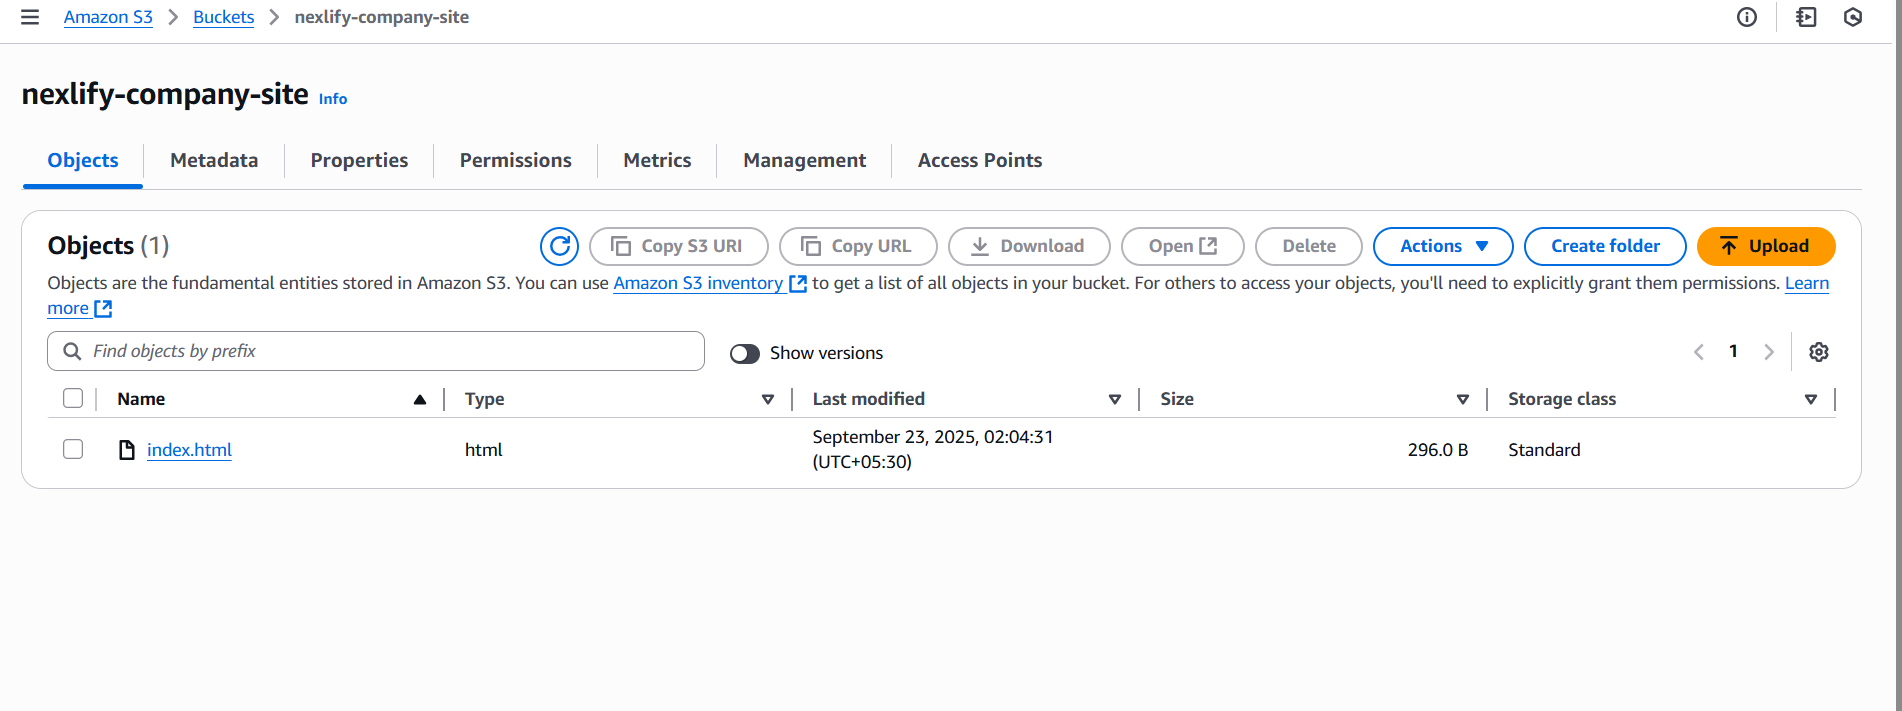 Amazon S3 > Buckets > nexlify-company-site
nexlify-company-site Info
Objects Metadata Properties Permissions Metrics Management Access Points
Objects (1) Copy S3 URI Copy URL Download Open Delete Actions Create folder Upload
Objects are the fundamental entities stored in Amazon S3. You can use Amazon S3 inventory to get a list of all objects in your bucket. For others to access your objects, you'll need to explicitly grant them permissions. Learn
more
Find objects by prefix Show versions 1
Name Type Last modified Size Storage class
index.html html September 23, 2025, 02:04:31 296.0 B Standard
(UTC+05:30)